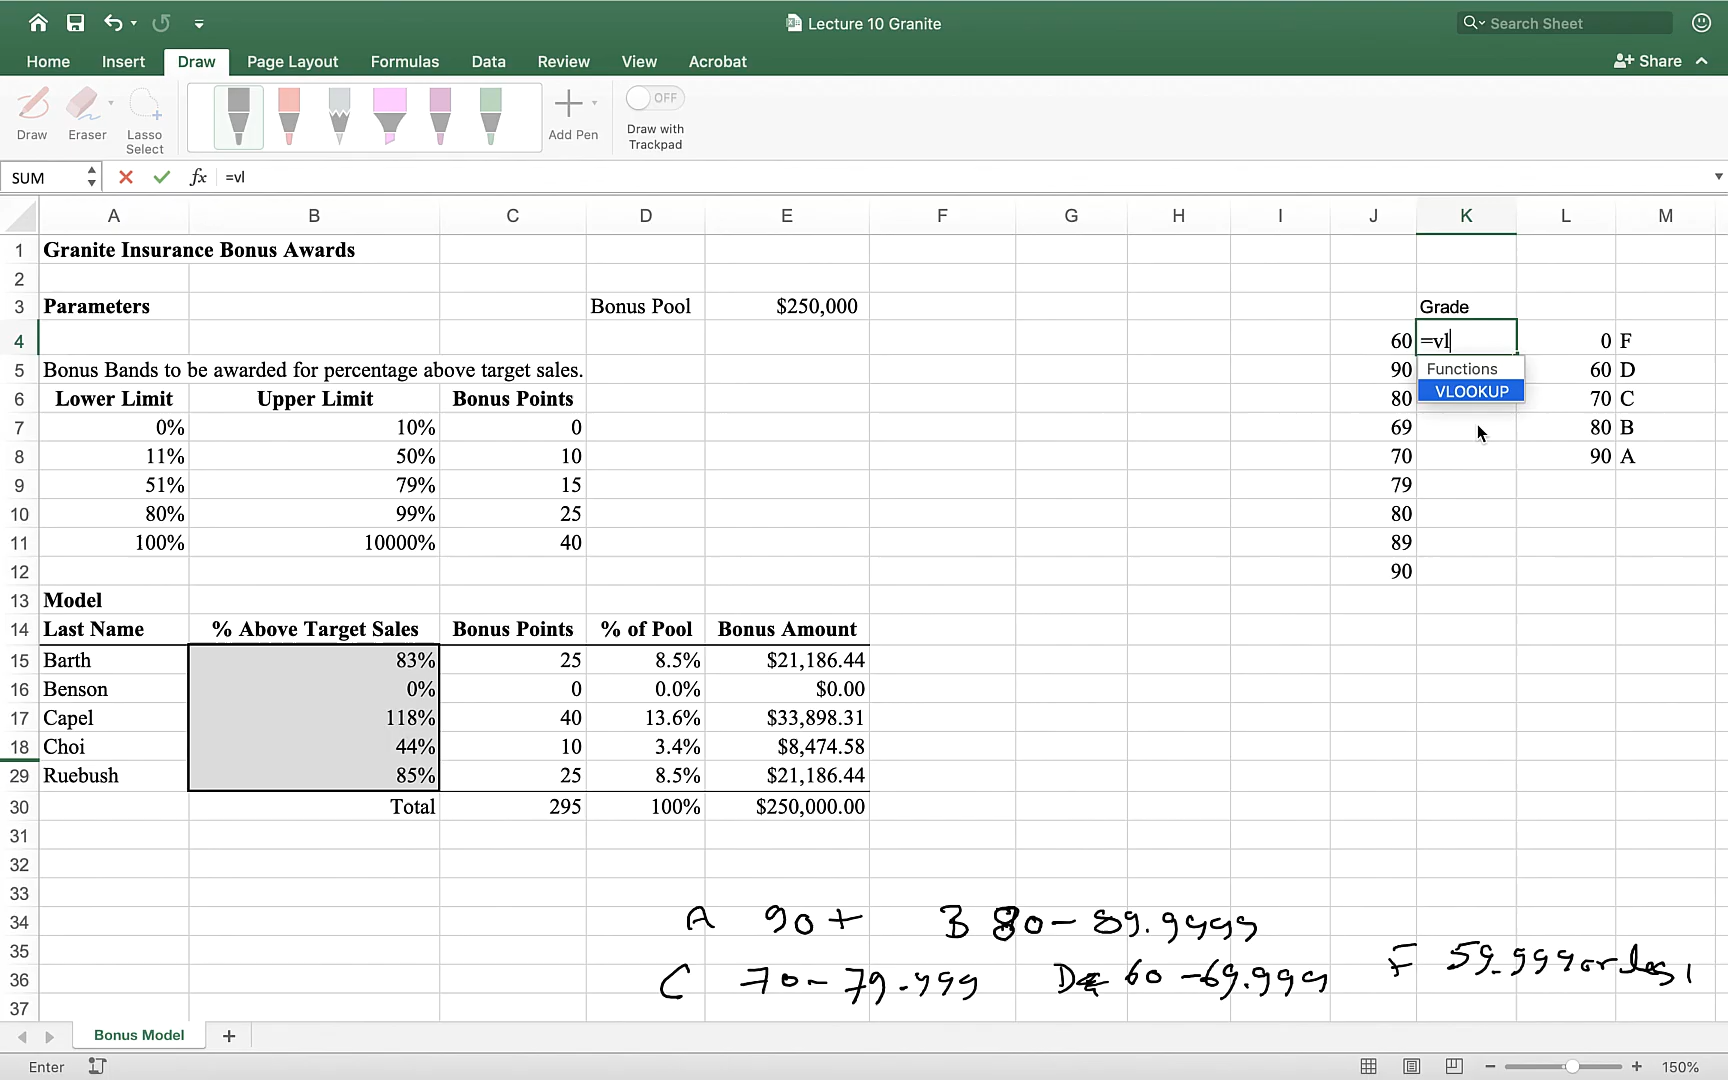 Lecture 10 Granite
Search Sheet
Home Insert Draw Page Layout Formulas Data Review View Acrobat
Share
OFF
Draw Eraser Lasso Select Add Pen Draw with Trackpad
SUM fx =vl
A B C D E F G H I J K L M
1 Granite Insurance Bonus Awards
2
3 Parameters Bonus Pool $250,000 Grade
4 60 =vl 0 F
5 Bonus Bands to be awarded for percentage above target sales. 90 Functions 60 D
6 Lower Limit Upper Limit Bonus Points 80 VLOOKUP 70 C
7 0% 10% 0 69 80 B
8 11% 50% 10 70 90 A
9 51% 79% 15 79
10 80% 99% 25 80
11 100% 10000% 40 89
12 90
13 Model
14 Last Name % Above Target Sales Bonus Points % of Pool Bonus Amount
15 Barth 83% 25 8.5% $21,186.44
16 Benson 0% 0 0.0% $0.00
17 Capel 118% 40 13.6% $33,898.31
18 Choi 44% 10 3.4% $8,474.58
29 Ruebush 85% 25 8.5% $21,186.44
30 Total 295 100% $250,000.00
31
32
33
34 A 90+ B 80-89.9999
35 F 59.999 or less
36 C 70-79.999 D 60-69.999
37
Bonus Model
Enter 150%